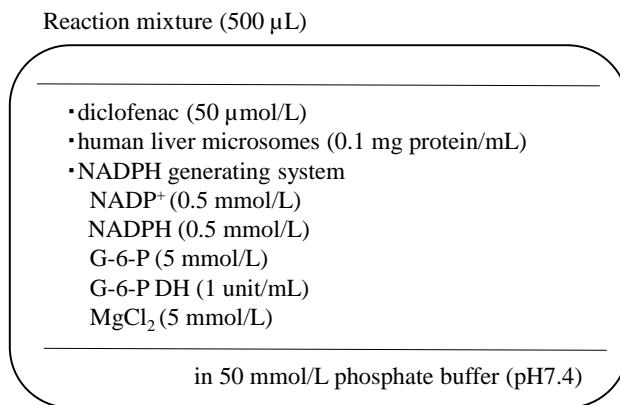 Reaction mixture (500 µL)
･diclofenac (50 µmol/L)
･human liver microsomes (0.1 mg protein/mL)
･NADPH generating system
NADP⁺ (0.5 mmol/L)
NADPH (0.5 mmol/L)
G-6-P (5 mmol/L)
G-6-P DH (1 unit/mL)
MgCl₂ (5 mmol/L)
in 50 mmol/L phosphate buffer (pH7.4)